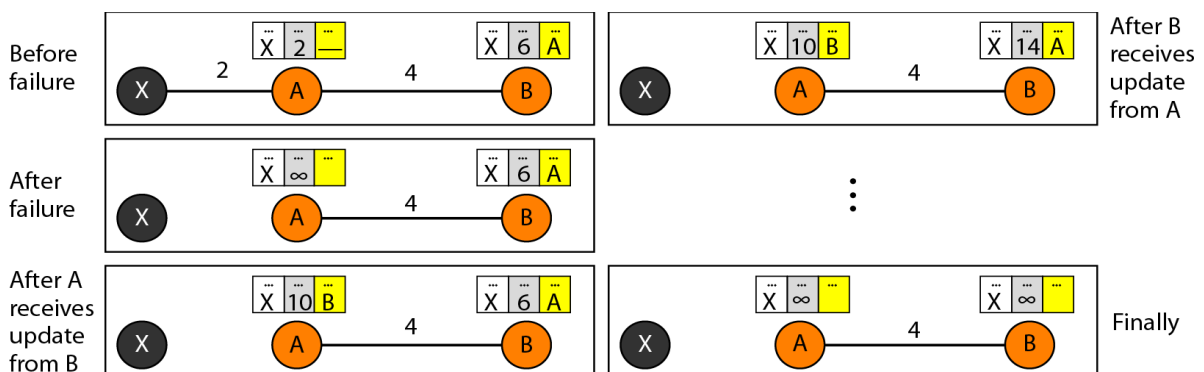 Before
failure
... ... ...
X 2 —
... ... ...
X 6 A
2
4
X
A
B
After
failure
... ... ...
X ∞
... ... ...
X 6 A
4
X
A
B
After A
receives
update
from B
... ... ...
X 10 B
... ... ...
X 6 A
4
X
A
B
... ... ...
X 10 B
... ... ...
X 14 A
4
X
A
B
After B
receives
update
from A
⋮
... ... ...
X ∞
... ... ...
X ∞
4
X
A
B
Finally